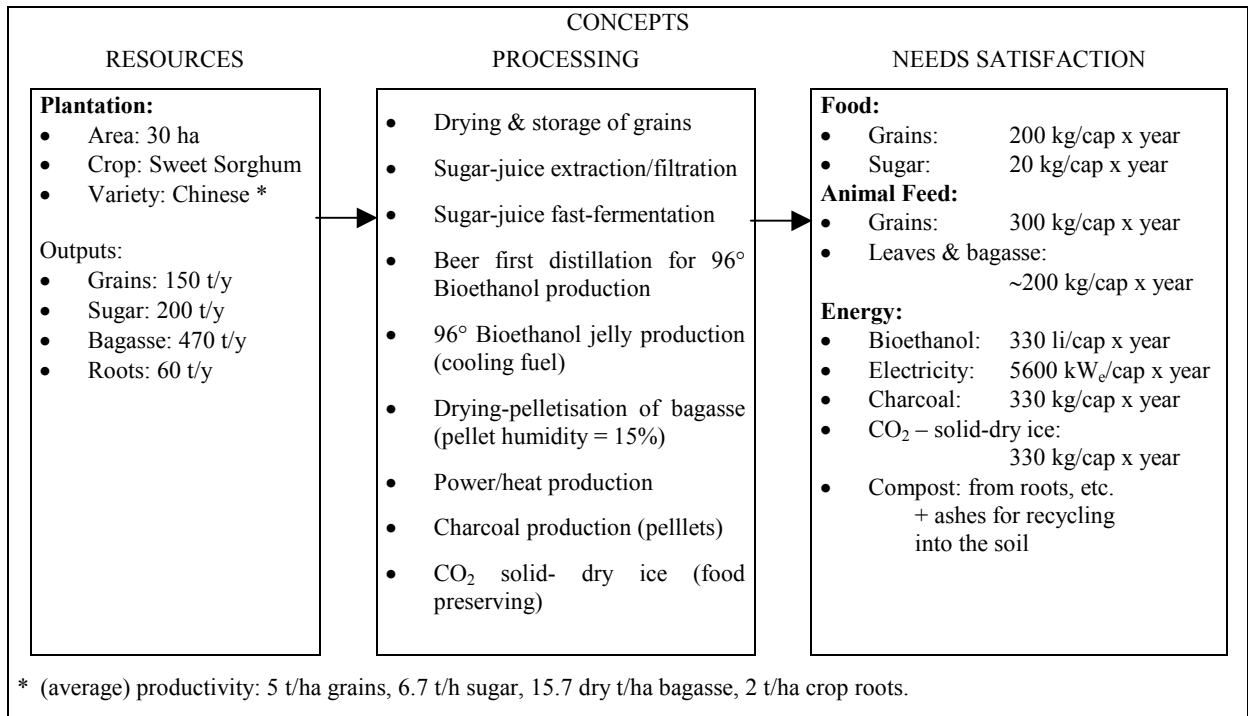 CONCEPTS
RESOURCES
Plantation:
• Area: 30 ha
• Crop: Sweet Sorghum
• Variety: Chinese *
Outputs:
• Grains: 150 t/y
• Sugar: 200 t/y
• Bagasse: 470 t/y
• Roots: 60 t/y
PROCESSING
• Drying & storage of grains
• Sugar-juice extraction/filtration
• Sugar-juice fast-fermentation
• Beer first distillation for 96°
Bioethanol production
• 96° Bioethanol jelly production
(cooling fuel)
• Drying-pelletisation of bagasse
(pellet humidity = 15%)
• Power/heat production
• Charcoal production (pelllets)
• CO₂ solid- dry ice (food
preserving)
NEEDS SATISFACTION
Food:
• Grains: 200 kg/cap x year
• Sugar: 20 kg/cap x year
Animal Feed:
• Grains: 300 kg/cap x year
• Leaves & bagasse:
~200 kg/cap x year
Energy:
• Bioethanol: 330 li/cap x year
• Electricity: 5600 kWₑ/cap x year
• Charcoal: 330 kg/cap x year
• CO₂ – solid-dry ice:
330 kg/cap x year
• Compost: from roots, etc.
+ ashes for recycling
into the soil
* (average) productivity: 5 t/ha grains, 6.7 t/h sugar, 15.7 dry t/ha bagasse, 2 t/ha crop roots.